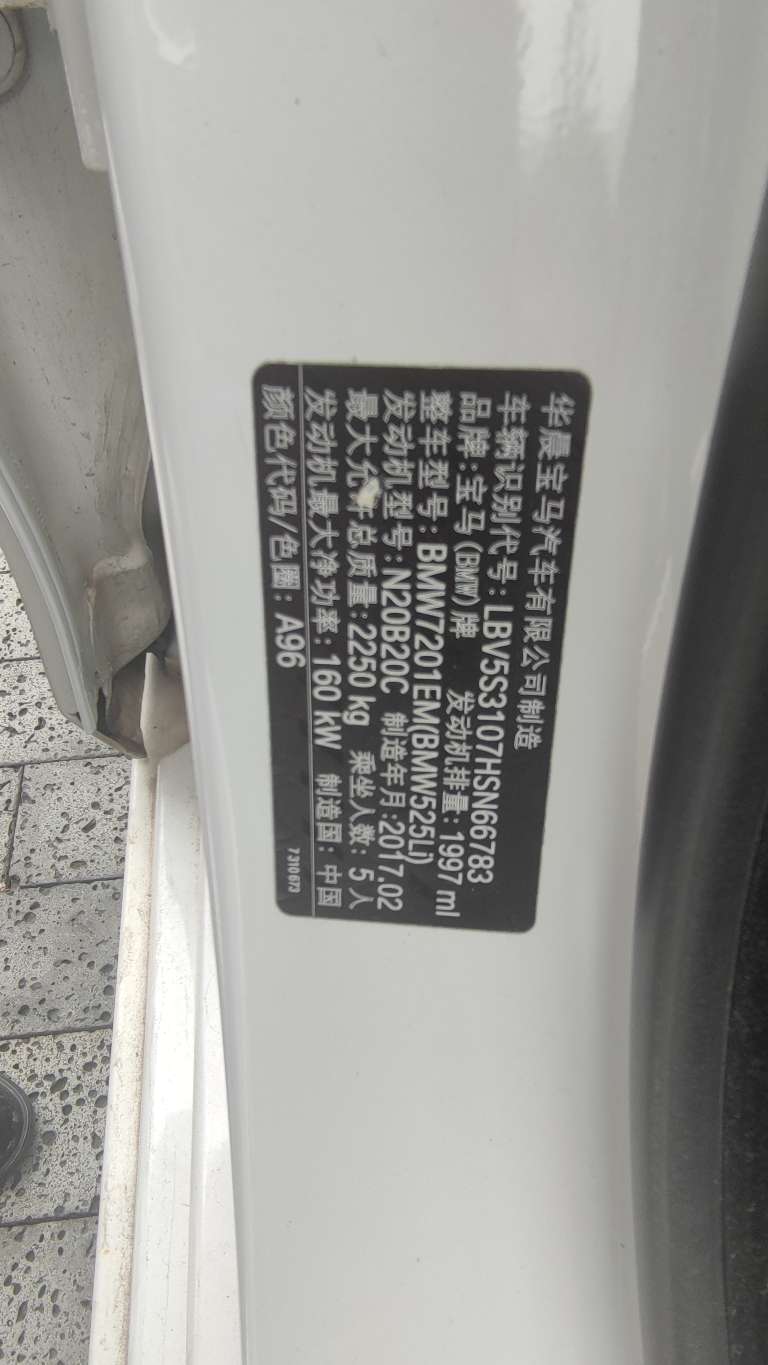 华晨宝马汽车有限公司制造
车辆识别代号：LBV5S3107HSN66783
品牌：宝马(BMW)牌 发动机排量：1997 ml
整车型号：BMW7201EM(BMW525Li)
发动机型号：N20B20C 制造年月：2017.02
最大允 总质量：2250 kg 乘坐人数：5人
发动机最大净功率：160 kW 制造国：中国
颜色代码/色圈：A96
7310673